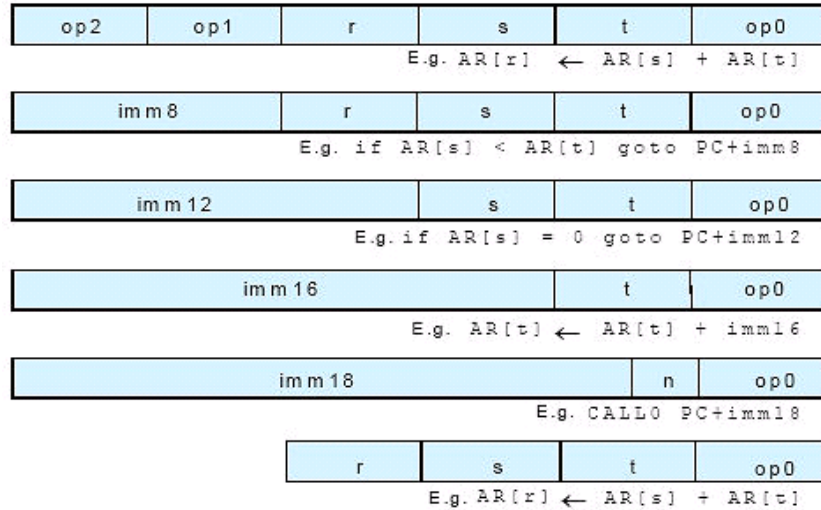 op2 op1 r s t op0
E.g. AR[r] ← AR[s] + AR[t]
imm8 r s t op0
E.g. if AR[s] < AR[t] goto PC+imm8
imm12 s t op0
E.g. if AR[s] = 0 goto PC+imm12
imm16 t op0
E.g. AR[t] ← AR[t] + imm16
imm18 n op0
E.g. CALL0 PC+imm18
r s t op0
E.g. AR[r] ← AR[s] + AR[t]